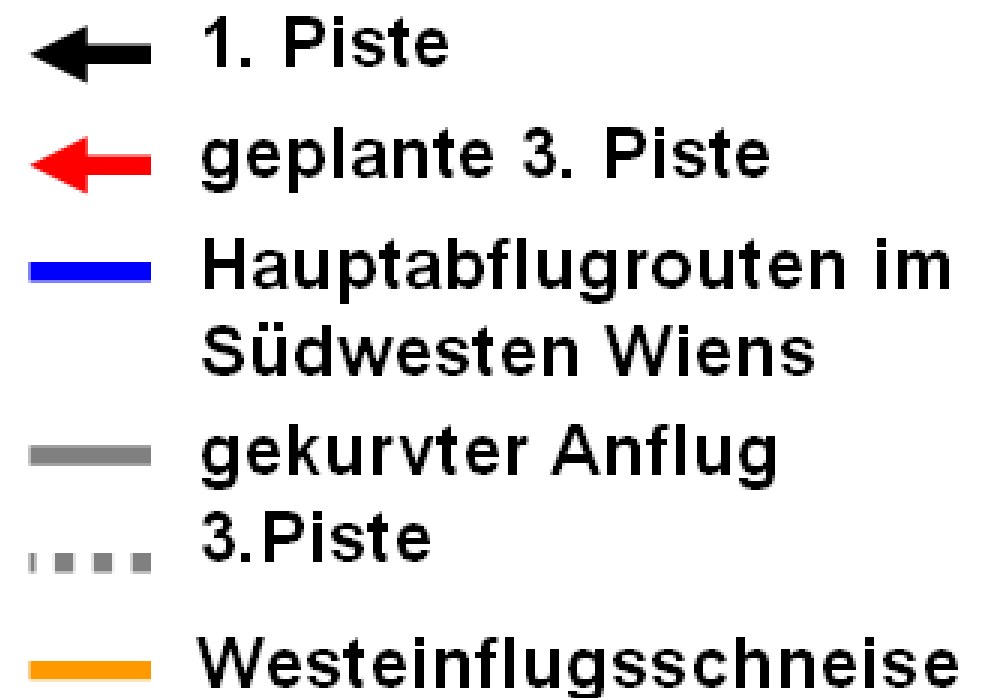 1. Piste
geplante 3. Piste
Hauptabflugrouten im
Südwesten Wiens
gekurvter Anflug
3.Piste
Westeinflugsschneise